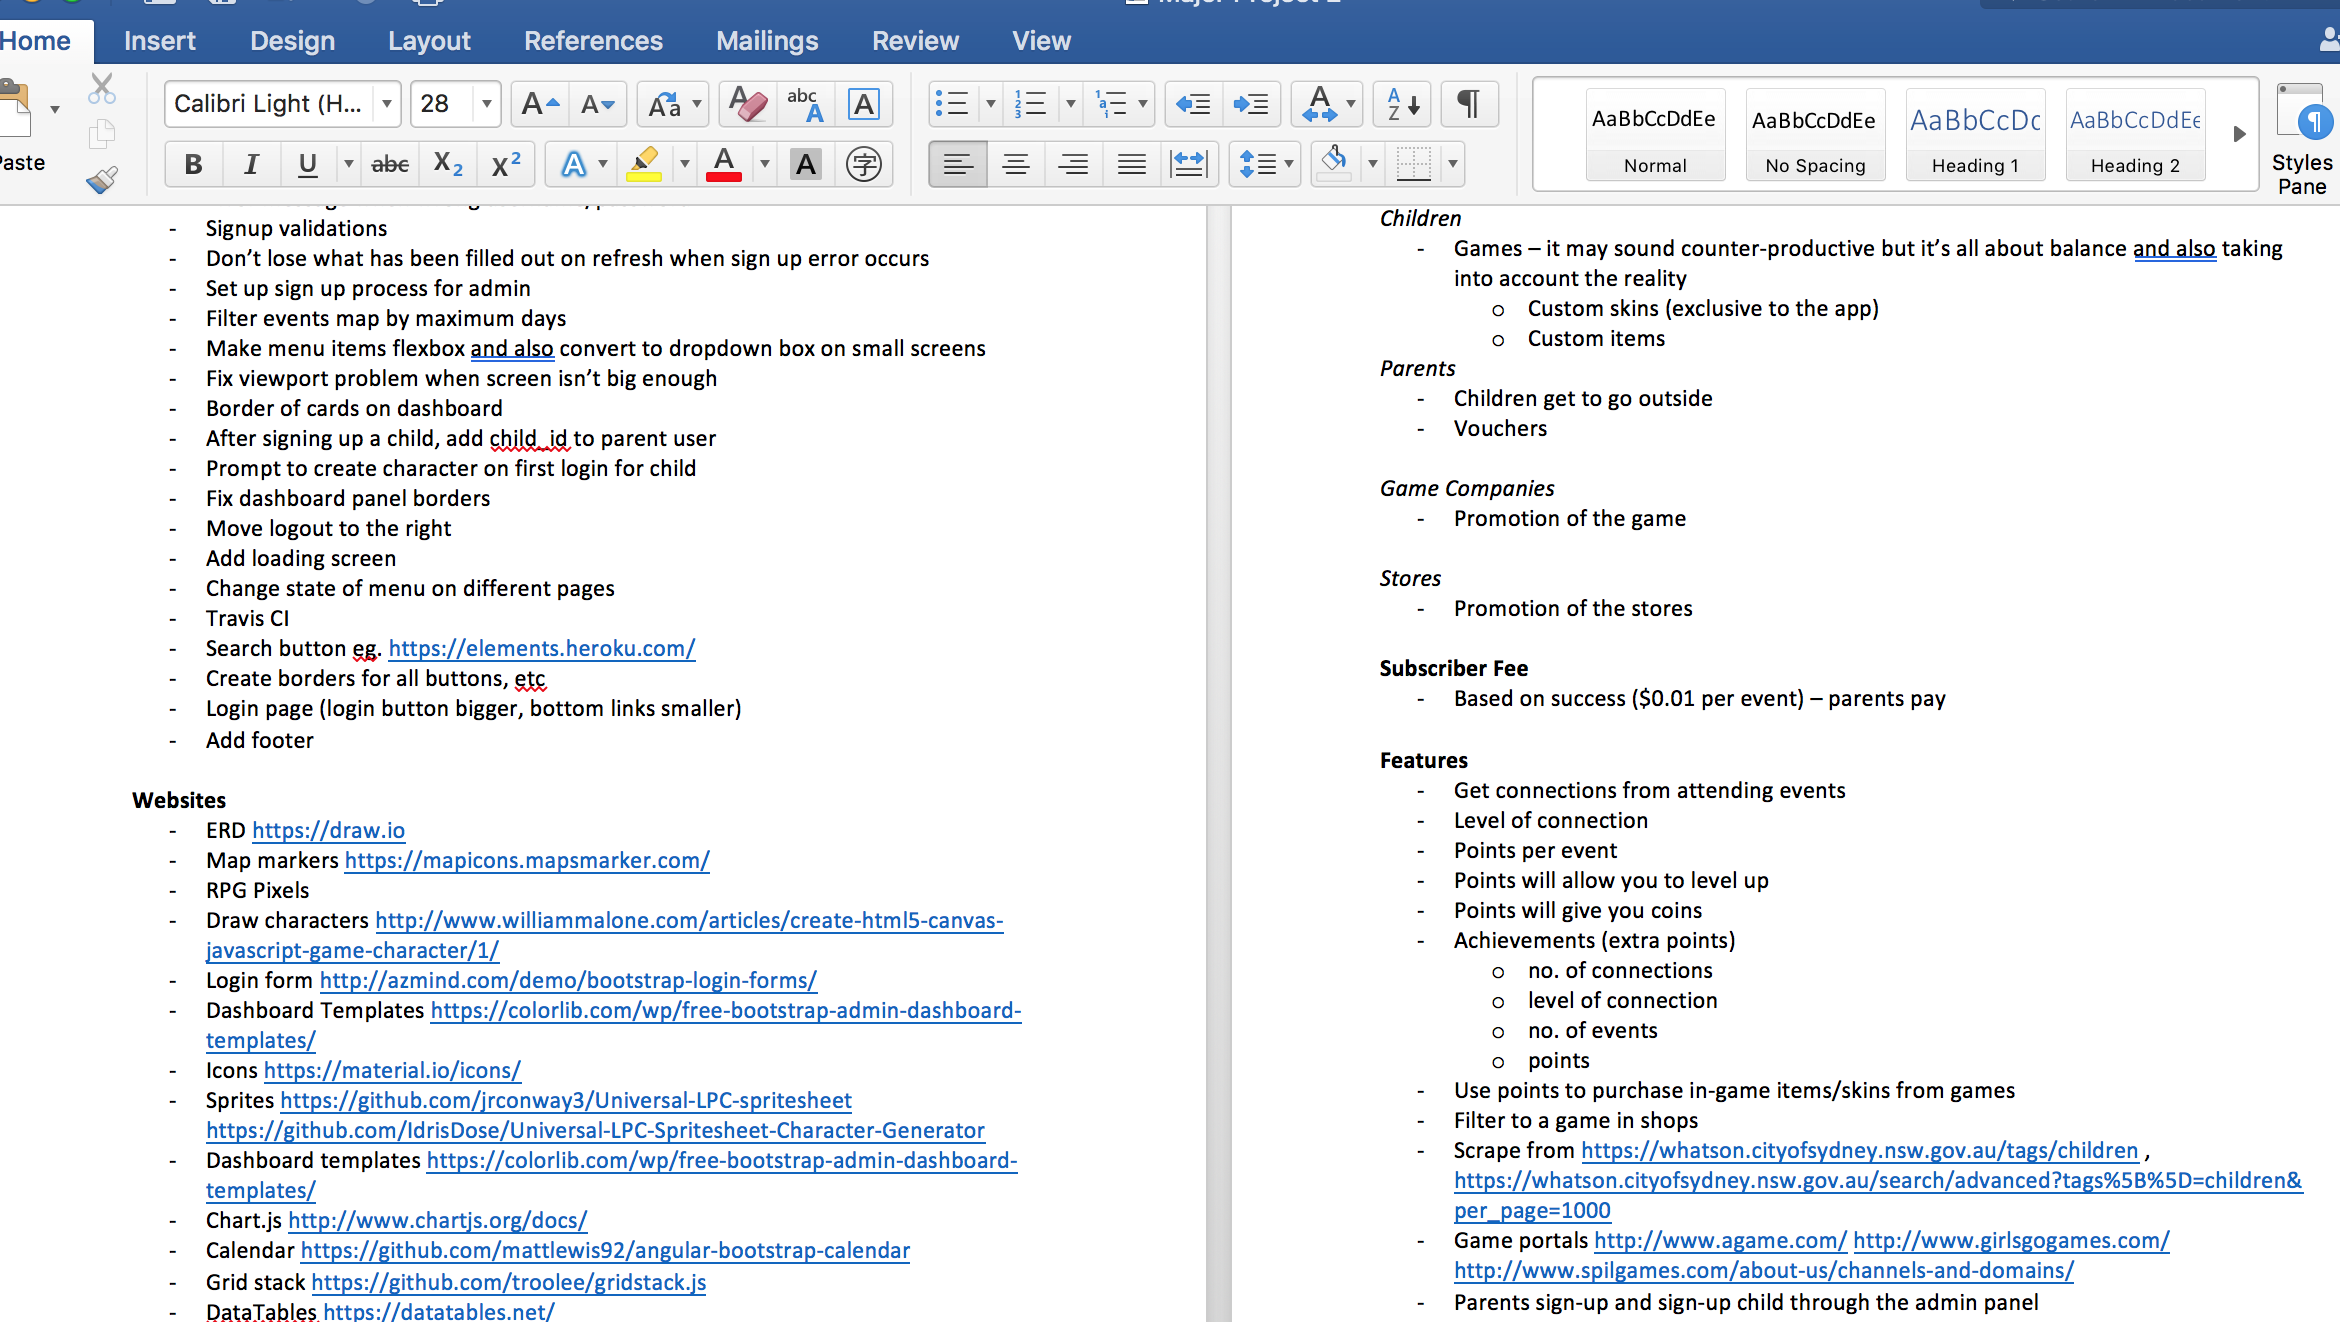 Home Insert Design Layout References Mailings Review View
Paste
Calibri Light (H... 28
AaBbCcDdEe AaBbCcDdEe AaBbCcDc AaBbCcDdEe
Normal No Spacing Heading 1 Heading 2
Styles
Pane
- Signup validations
- Don’t lose what has been filled out on refresh when sign up error occurs
- Set up sign up process for admin
- Filter events map by maximum days
- Make menu items flexbox and also convert to dropdown box on small screens
- Fix viewport problem when screen isn’t big enough
- Border of cards on dashboard
- After signing up a child, add child_id to parent user
- Prompt to create character on first login for child
- Fix dashboard panel borders
- Move logout to the right
- Add loading screen
- Change state of menu on different pages
- Travis CI
- Search button eg. https://elements.heroku.com/
- Create borders for all buttons, etc
- Login page (login button bigger, bottom links smaller)
- Add footer
Websites
- ERD https://draw.io
- Map markers https://mapicons.mapsmarker.com/
- RPG Pixels
- Draw characters http://www.williammalone.com/articles/create-html5-canvas-
javascript-game-character/1/
- Login form http://azmind.com/demo/bootstrap-login-forms/
- Dashboard Templates https://colorlib.com/wp/free-bootstrap-admin-dashboard-
templates/
- Icons https://material.io/icons/
- Sprites https://github.com/jrconway3/Universal-LPC-spritesheet
https://github.com/IdrisDose/Universal-LPC-Spritesheet-Character-Generator
- Dashboard templates https://colorlib.com/wp/free-bootstrap-admin-dashboard-
templates/
- Chart.js http://www.chartjs.org/docs/
- Calendar https://github.com/mattlewis92/angular-bootstrap-calendar
- Grid stack https://github.com/troolee/gridstack.js
- DataTables https://datatables.net/
Children
- Games – it may sound counter-productive but it’s all about balance and also taking
into account the reality
o Custom skins (exclusive to the app)
o Custom items
Parents
- Children get to go outside
- Vouchers
Game Companies
- Promotion of the game
Stores
- Promotion of the stores
Subscriber Fee
- Based on success ($0.01 per event) – parents pay
Features
- Get connections from attending events
- Level of connection
- Points per event
- Points will allow you to level up
- Points will give you coins
- Achievements (extra points)
o no. of connections
o level of connection
o no. of events
o points
- Use points to purchase in-game items/skins from games
- Filter to a game in shops
- Scrape from https://whatson.cityofsydney.nsw.gov.au/tags/children ,
https://whatson.cityofsydney.nsw.gov.au/search/advanced?tags%5B%5D=children&
per_page=1000
- Game portals http://www.agame.com/ http://www.girlsgogames.com/
http://www.spilgames.com/about-us/channels-and-domains/
- Parents sign-up and sign-up child through the admin panel